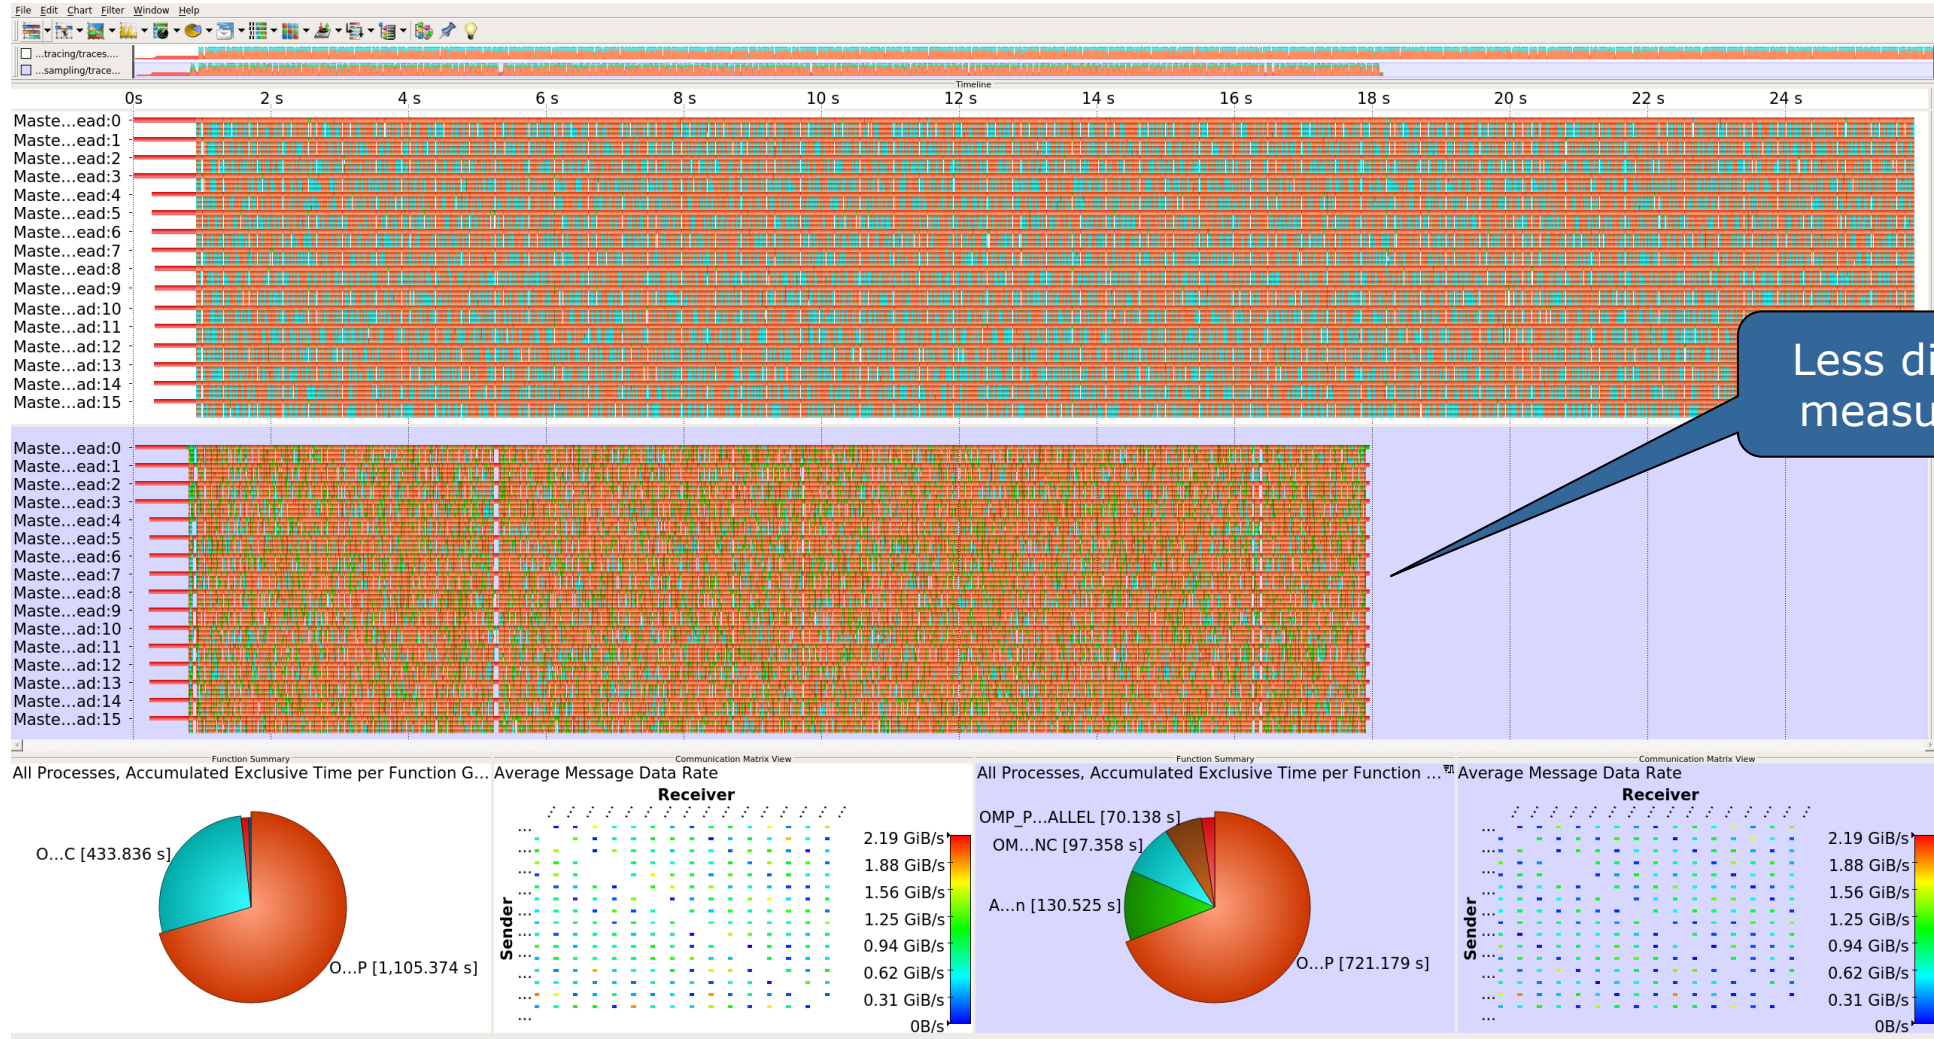 File Edit Chart Filter Window Help
...tracing/traces....
...sampling/trace...
Timeline
0s 2 s 4 s 6 s 8 s 10 s 12 s 14 s 16 s 18 s 20 s 22 s 24 s
Maste...ead:0
Maste...ead:1
Maste...ead:2
Maste...ead:3
Maste...ead:4
Maste...ead:5
Maste...ead:6
Maste...ead:7
Maste...ead:8
Maste...ead:9
Maste...ad:10
Maste...ad:11
Maste...ad:12
Maste...ad:13
Maste...ad:14
Maste...ad:15
Less di
measu
Maste...ead:0
Maste...ead:1
Maste...ead:2
Maste...ead:3
Maste...ead:4
Maste...ead:5
Maste...ead:6
Maste...ead:7
Maste...ead:8
Maste...ead:9
Maste...ad:10
Maste...ad:11
Maste...ad:12
Maste...ad:13
Maste...ad:14
Maste...ad:15
Function Summary
All Processes, Accumulated Exclusive Time per Function G...
O...C [433.836 s]
O...P [1,105.374 s]
Communication Matrix View
Average Message Data Rate
Receiver
Sender
2.19 GiB/s
1.88 GiB/s
1.56 GiB/s
1.25 GiB/s
0.94 GiB/s
0.62 GiB/s
0.31 GiB/s
0B/s
Function Summary
All Processes, Accumulated Exclusive Time per Function ...
OMP_P...ALLEL [70.138 s]
OM...NC [97.358 s]
A...n [130.525 s]
O...P [721.179 s]
Communication Matrix View
Average Message Data Rate
Receiver
Sender
2.19 GiB/s
1.88 GiB/s
1.56 GiB/s
1.25 GiB/s
0.94 GiB/s
0.62 GiB/s
0.31 GiB/s
0B/s